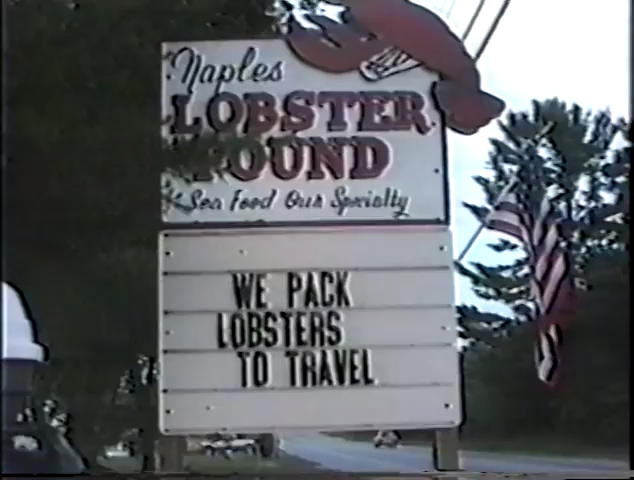 Naples
LOBSTER
POUND
Sea Food Our Specialty
WE PACK
LOBSTERS
TO TRAVEL